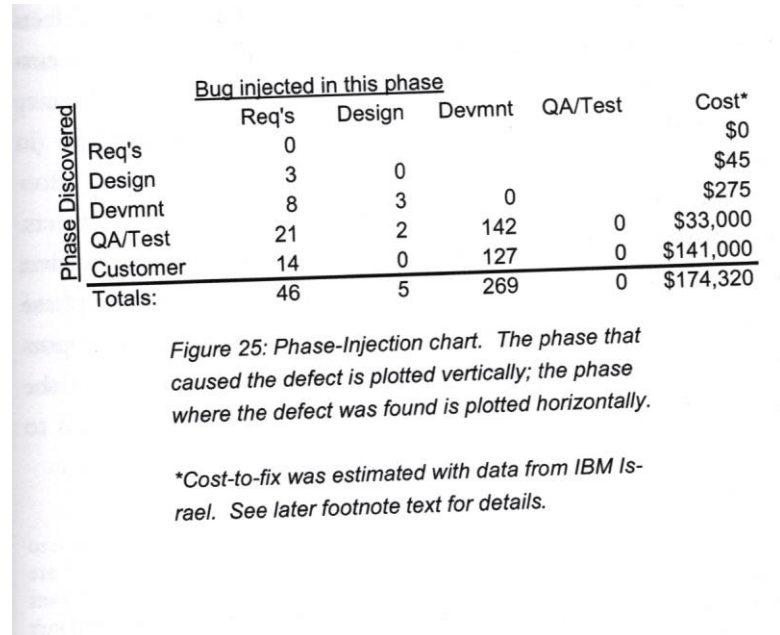 Bug injected in this phase
Phase Discovered
Req's Design Devmnt QA/Test Cost*
Req's 0 $0
Design 3 0 $45
Devmnt 8 3 0 $275
QA/Test 21 2 142 0 $33,000
Customer 14 0 127 0 $141,000
Totals: 46 5 269 0 $174,320
Figure 25: Phase-Injection chart. The phase that
caused the defect is plotted vertically; the phase
where the defect was found is plotted horizontally.
*Cost-to-fix was estimated with data from IBM Is-
rael. See later footnote text for details.